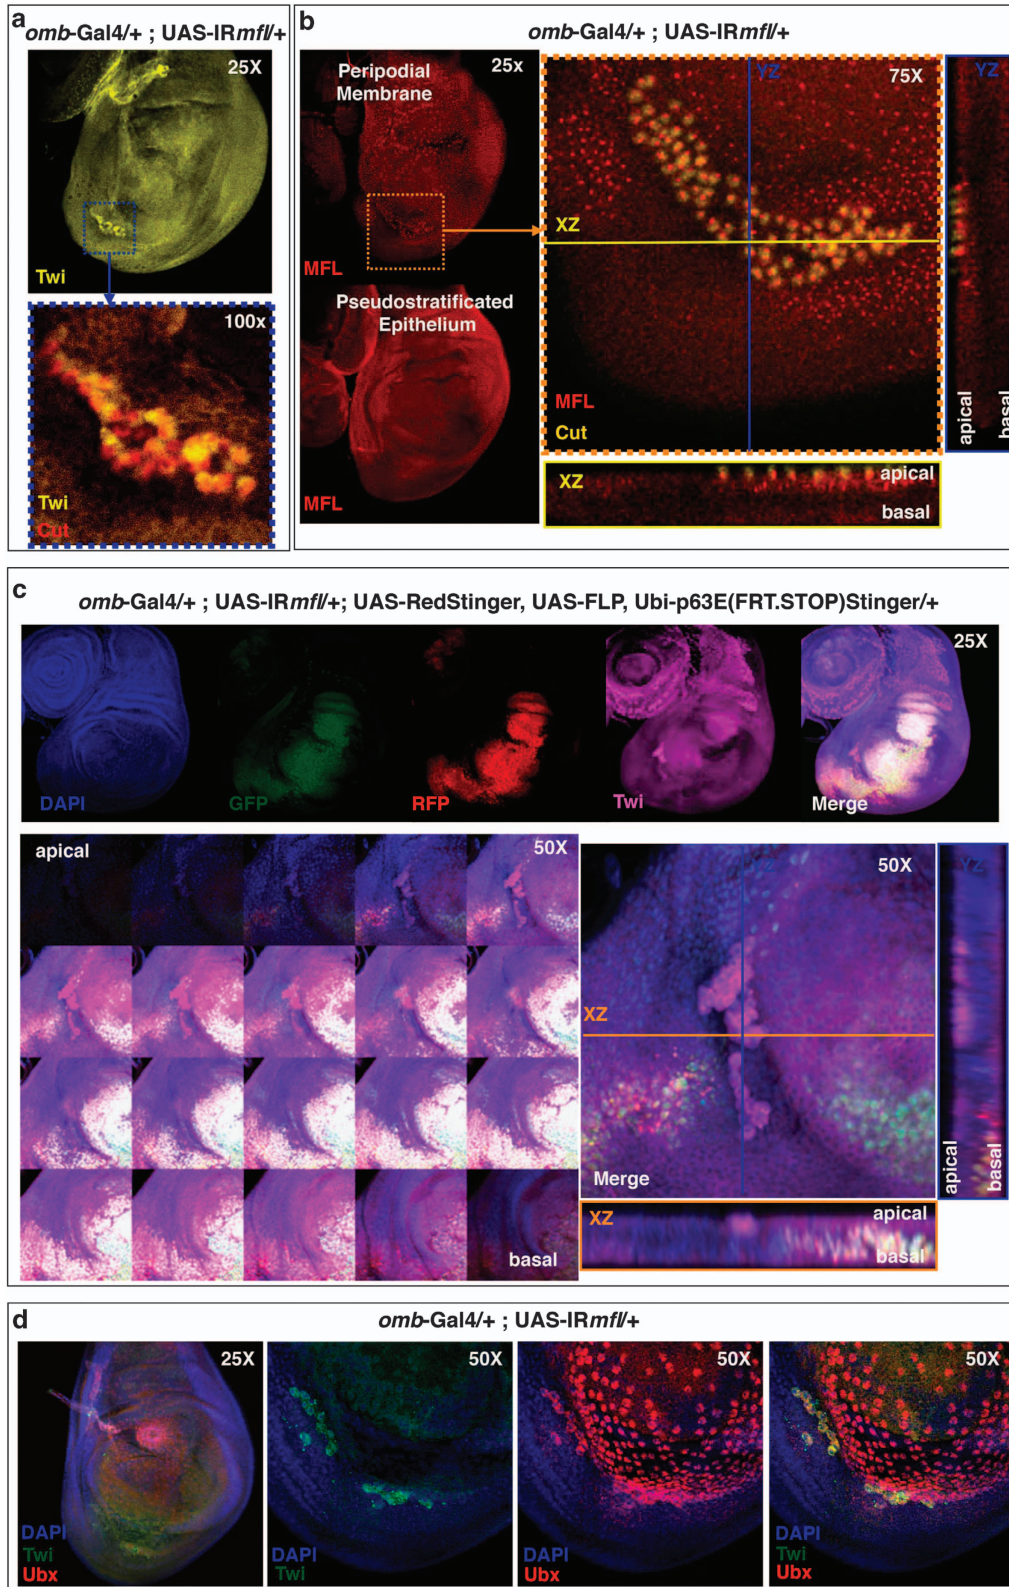 a
omb-Gal4/+ ; UAS-IRmfl/+
25X
Twi
100x
Twi
Cut
b
omb-Gal4/+ ; UAS-IRmfl/+
Peripodial
Membrane
25x
MFL
Pseudostratificated
Epithelium
MFL
YZ
75X
XZ
MFL
Cut
YZ
apical
basal
XZ
apical
basal
c
omb-Gal4/+ ; UAS-IRmfl/+; UAS-RedStinger, UAS-FLP, Ubi-p63E(FRT.STOP)Stinger/+
25X
DAPI
GFP
RFP
Twi
Merge
apical
50X
basal
YZ
50X
XZ
Merge
YZ
apical
basal
XZ
apical
basal
d
omb-Gal4/+ ; UAS-IRmfl/+
25X
DAPI
Twi
Ubx
50X
DAPI
Twi
50X
DAPI
Ubx
50X
DAPI
Twi
Ubx